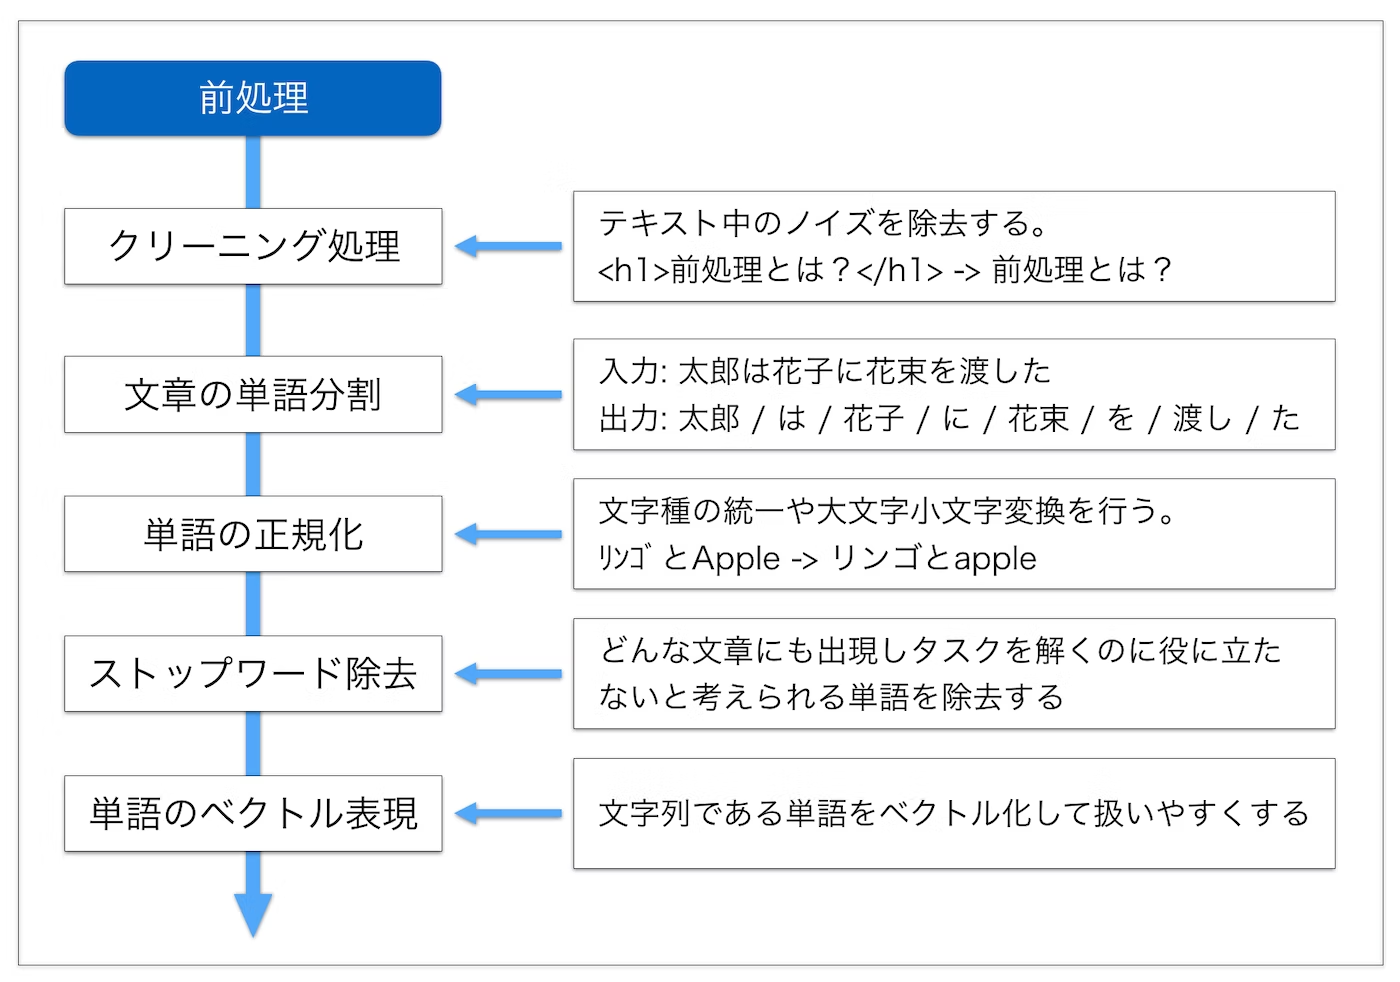 前処理
クリーニング処理
テキスト中のノイズを除去する。
<h1>前処理とは？</h1> -> 前処理とは？
文章の単語分割
入力: 太郎は花子に花束を渡した
出力: 太郎 / は / 花子 / に / 花束 / を / 渡し / た
単語の正規化
文字種の統一や大文字小文字変換を行う。
ﾘﾝｺﾞとApple -> リンゴとapple
ストップワード除去
どんな文章にも出現しタスクを解くのに役に立た
ないと考えられる単語を除去する
単語のベクトル表現
文字列である単語をベクトル化して扱いやすくする